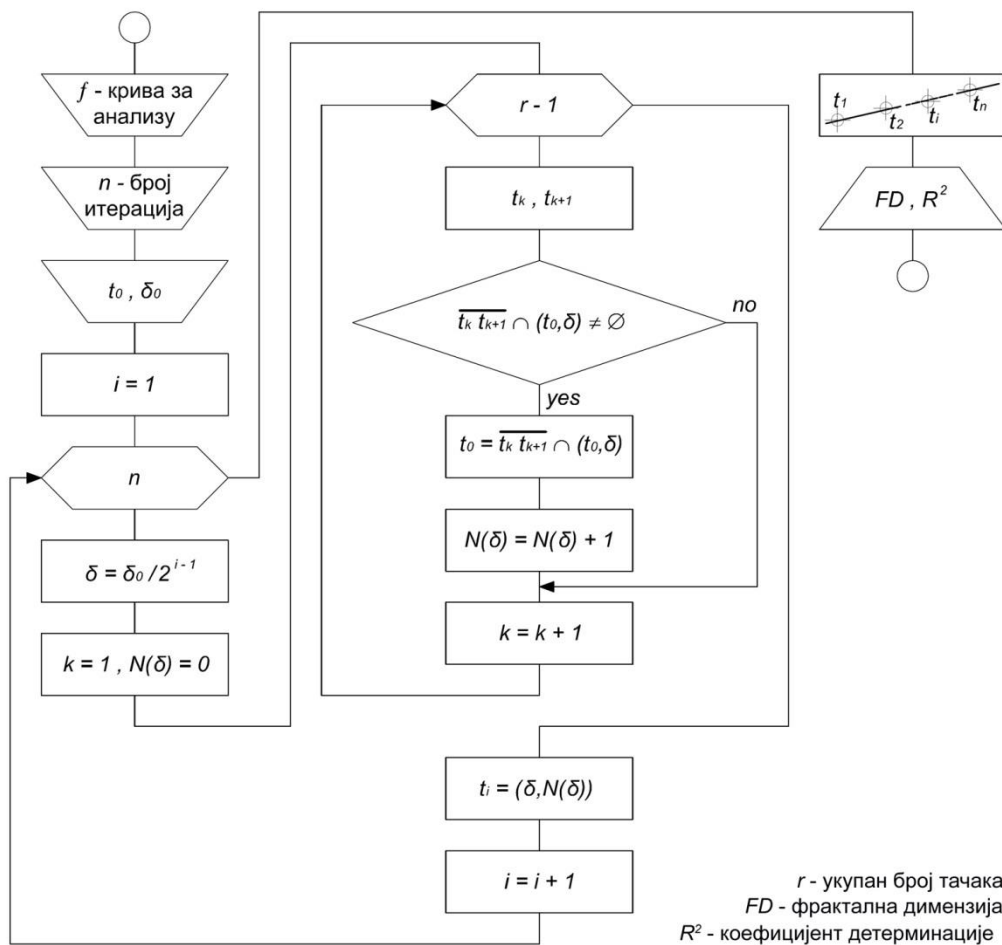 f - крива за
анализу
n - број
итерација
t₀ , δ₀
i = 1
n
δ = δ₀ / 2^{i - 1}
k = 1 , N(δ) = 0
r - 1
tₖ , tₖ₊₁
\overline{tₖ tₖ₊₁} ∩ (t₀,δ) ≠ ∅
no
yes
t₀ = \overline{tₖ tₖ₊₁} ∩ (t₀,δ)
N(δ) = N(δ) + 1
k = k + 1
tᵢ = (δ,N(δ))
i = i + 1
t₁ t₂ tᵢ tₙ
FD , R²
r - укупан број тачака
FD - фрактална димензија
R² - коефицијент детерминације